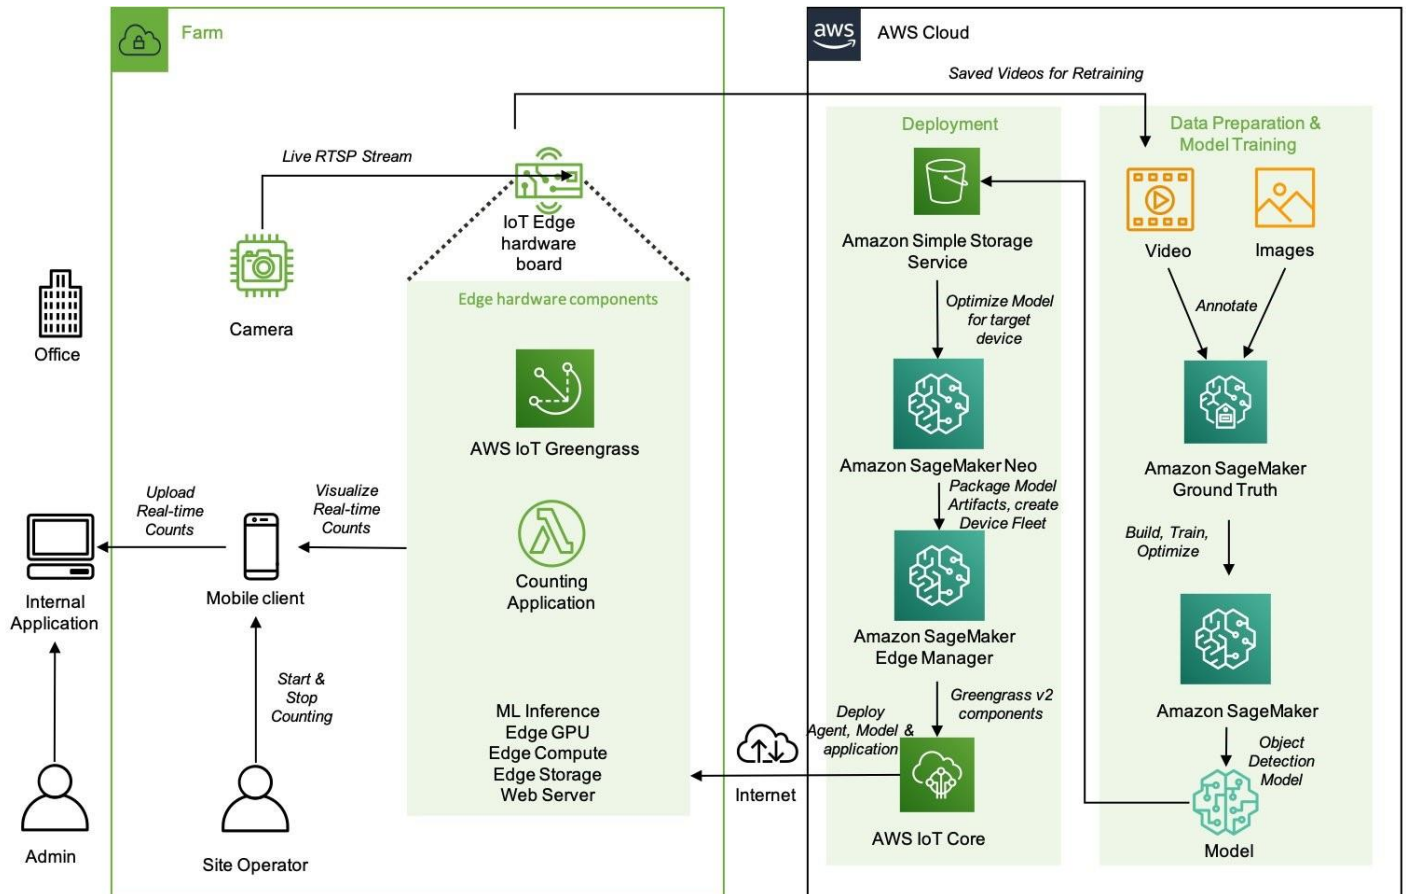 Farm
aws
AWS Cloud
Saved Videos for Retraining
Live RTSP Stream
IoT Edge
hardware
board
Camera
Office
Edge hardware components
AWS IoT Greengrass
Counting
Application
ML Inference
Edge GPU
Edge Compute
Edge Storage
Web Server
Upload
Real-time
Counts
Visualize
Real-time
Counts
Internal
Application
Mobile client
Start &
Stop
Counting
Admin
Site Operator
Internet
Deployment
Amazon Simple Storage
Service
Optimize Model
for target
device
Amazon SageMaker Neo
Package Model
Artifacts, create
Device Fleet
Amazon SageMaker
Edge Manager
Greengrass v2
components
Deploy
Agent, Model &
application
AWS IoT Core
Data Preparation &
Model Training
Video
Images
Annotate
Amazon SageMaker
Ground Truth
Build, Train,
Optimize
Amazon SageMaker
Object
Detection
Model
Model